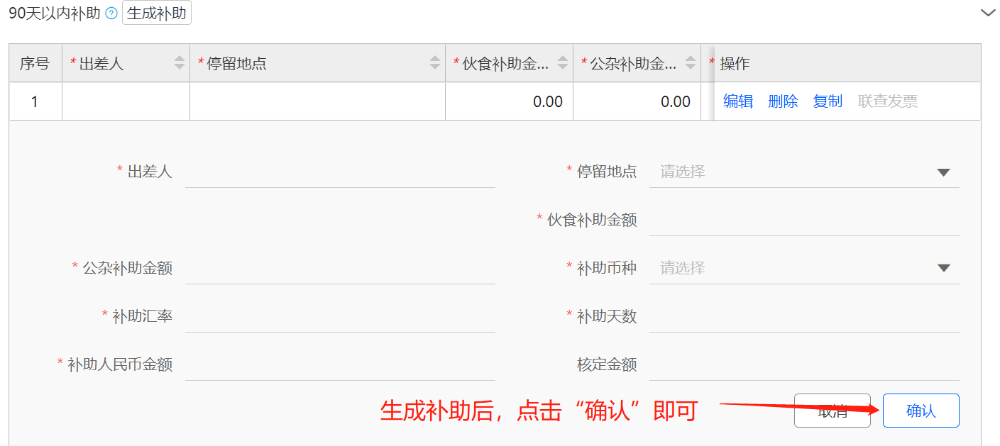 90天以内补助 ? 生成补助
序号 *出差人 *停留地点 *伙食补助金... *公杂补助金... * 操作
1 0.00 0.00 编辑 删除 复制 联查发票
*出差人 *停留地点 请选择
*伙食补助金额
*公杂补助金额 *补助币种 请选择
*补助汇率 *补助天数
*补助人民币金额 核定金额
生成补助后，点击“确认”即可 取消 确认